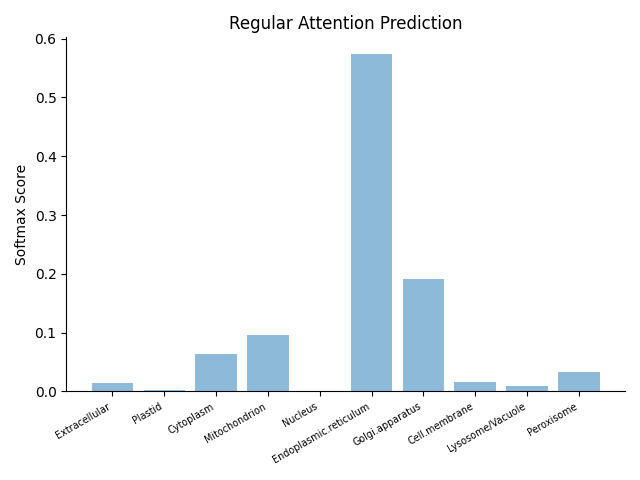 Regular Attention Prediction
Softmax Score
0.6
0.5
0.4
0.3
0.2
0.1
0.0
Extracellular
Plastid
Cytoplasm
Mitochondrion
Nucleus
Endoplasmic.reticulum
Golgi.apparatus
Cell.membrane
Lysosome/Vacuole
Peroxisome